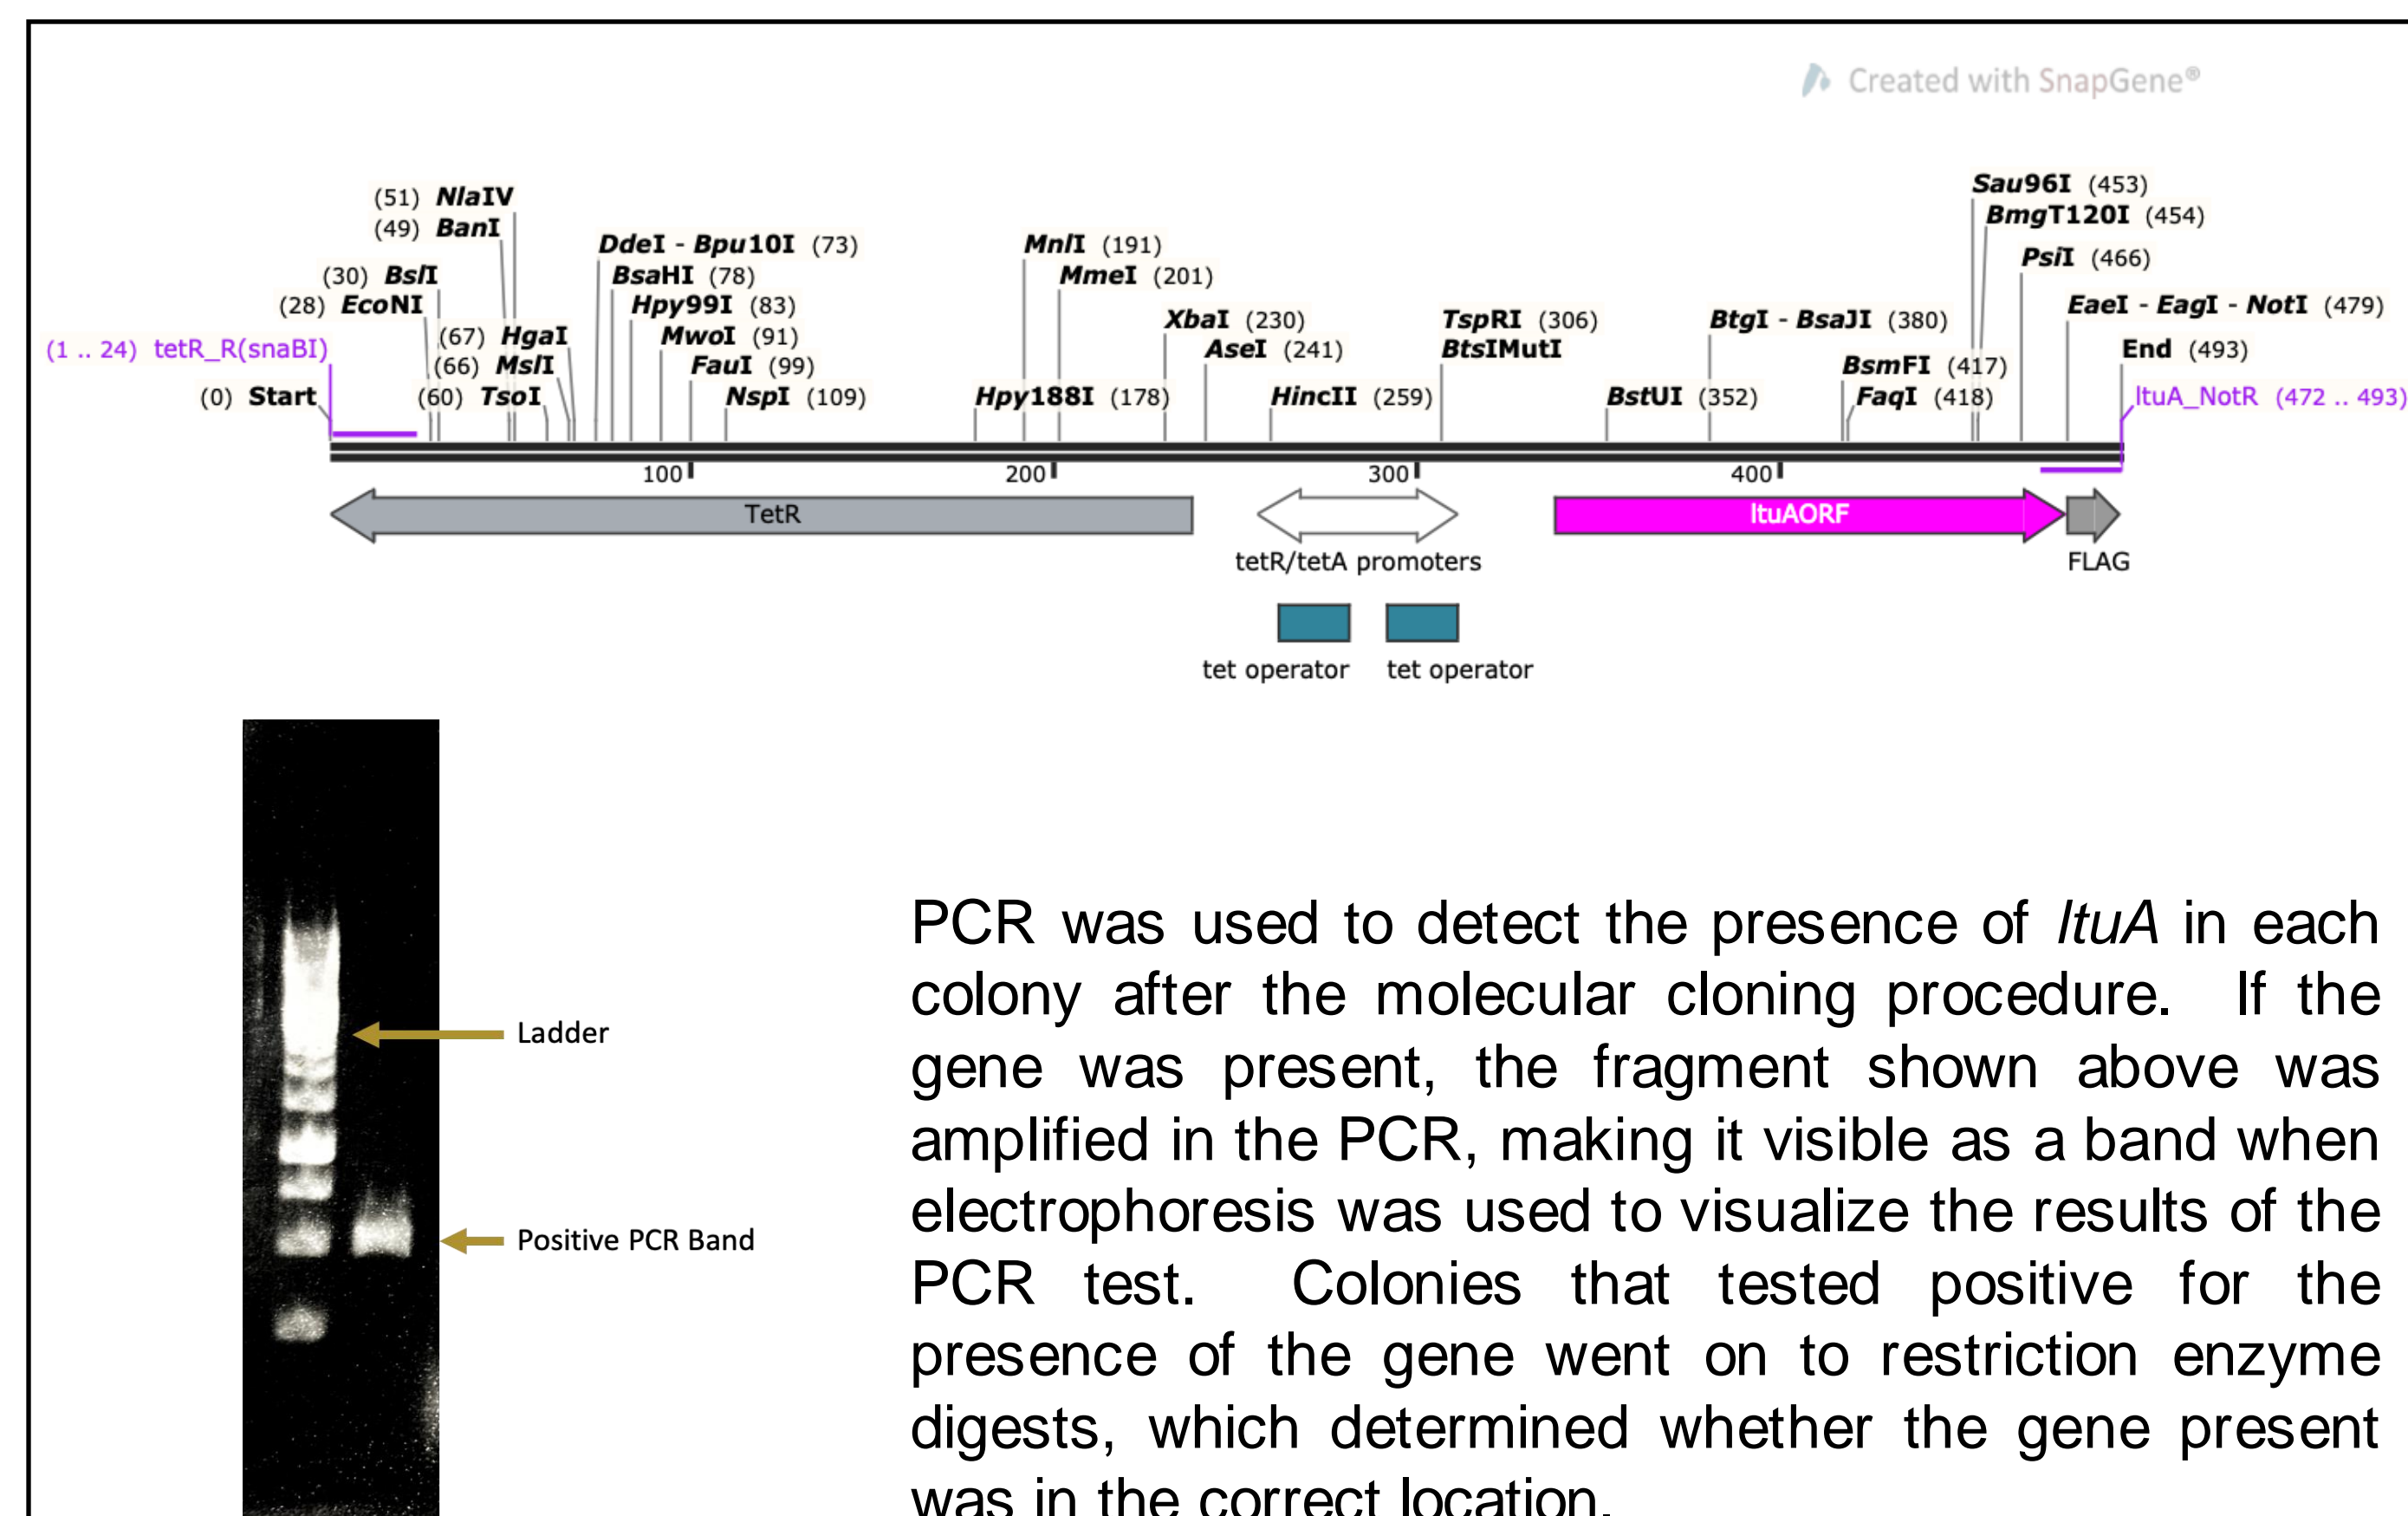 Created with SnapGene®
(51) NlaIV
(49) BanI
(30) BslI
(28) EcoNI
(67) HgaI
(66) MslI
(60) TsoI
(1 .. 24) tetR_R(snaBI)
(0) Start
DdeI - Bpu10I (73)
BsaHI (78)
Hpy99I (83)
MwoI (91)
FauI (99)
NspI (109)
MnlI (191)
MmeI (201)
Hpy188I (178)
XbaI (230)
AseI (241)
HincII (259)
TspRI (306)
BtsIMutI
BstUI (352)
BtgI - BsaJI (380)
BsmFI (417)
FaqI (418)
Sau96I (453)
BmgT120I (454)
PsiI (466)
EaeI - EagI - NotI (479)
End (493)
ltuA_NotR (472 .. 493)
100 200 300 400
TetR
ltuAORF
tetR/tetA promoters
FLAG
tet operator tet operator
Ladder
Positive PCR Band
PCR was used to detect the presence of ltuA in each
colony after the molecular cloning procedure. If the
gene was present, the fragment shown above was
amplified in the PCR, making it visible as a band when
electrophoresis was used to visualize the results of the
PCR test. Colonies that tested positive for the
presence of the gene went on to restriction enzyme
digests, which determined whether the gene present
was in the correct location.